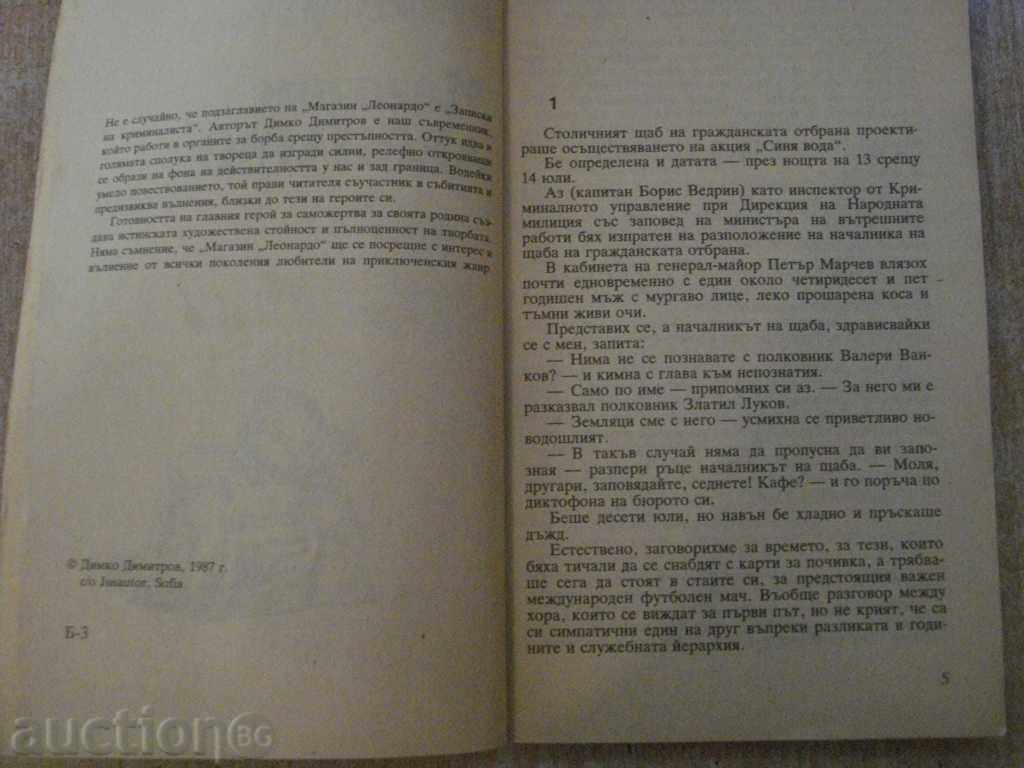 Не е случайно, че подзаглавието на „Магазин „Леонардо“ е „Записки
на криминалиста“. Авторът Димко Димитров е наш съвременник,
който работи в органите за борба срещу престъпността. Оттук идва и
голямата сполука на твореца да изгради силни, релефно открояващи
се образи на фона на действителността у нас и зад граница. Водейки
умело повествованието, той прави читателя съучастник в събитията и
предизвиква вълнения, близки до тези на героите си.
Готовността на главния герой за саможертва за своята родина съз-
дава истинската художествена стойност и пълноценност на творбата.
Няма съмнение, че „Магазин „Леонардо“ ще се посрещне с интерес и
вълнение от всички поколения любители на приключенския жанр.
© Димко Димитров, 1987 г.
c/o Jusautor, Sofia
Б-3
1
Столичният щаб на гражданската отбрана проекти-
раше осъществяването на акция „Синя вода“.
Бе определена и датата — през нощта на 13 срещу
14 юли.
Аз (капитан Борис Ведрин) като инспектор от Кри-
миналното управление при Дирекция на Народната
милиция със заповед на министъра на вътрешните
работи бях изпратен на разположение на началника на
щаба на гражданската отбрана.
В кабинета на генерал-майор Петър Марчев влязох
почти едновременно с един около четиридесет и пет
годишен мъж с мургаво лице, леко прошарена коса и
тъмни живи очи.
Представих се, а началникът на щаба, здрависвайки
се с мен, запита:
— Нима не се познавате с полковник Валери Ван-
ков? — и кимна с глава към непознатия.
— Само по име — припомних си аз. — За него ми е
разказвал полковник Златил Луков.
— Земляци сме с него — усмихна се приветливо но-
водошлият.
— В такъв случай няма да пропусна да ви запо-
зная — разпери ръце началникът на щаба. — Моля,
другари, заповядайте, седнете! Кафе? — и го поръча по
диктофона на бюрото си.
Беше десети юли, но навън бе хладно и пръскаше
дъжд.
Естествено, заговорихме за времето, за тези, които
бяха тичали да се снабдят с карти за почивка, а трябва-
ше сега да стоят в стаите си, за предстоящия важен
международен футболен мач. Въобще разговор между
хора, които се виждат за първи път, но не крият, че са
си симпатични един на друг въпреки разликата в годи-
ните и служебната йерархия.
5
auction.BG